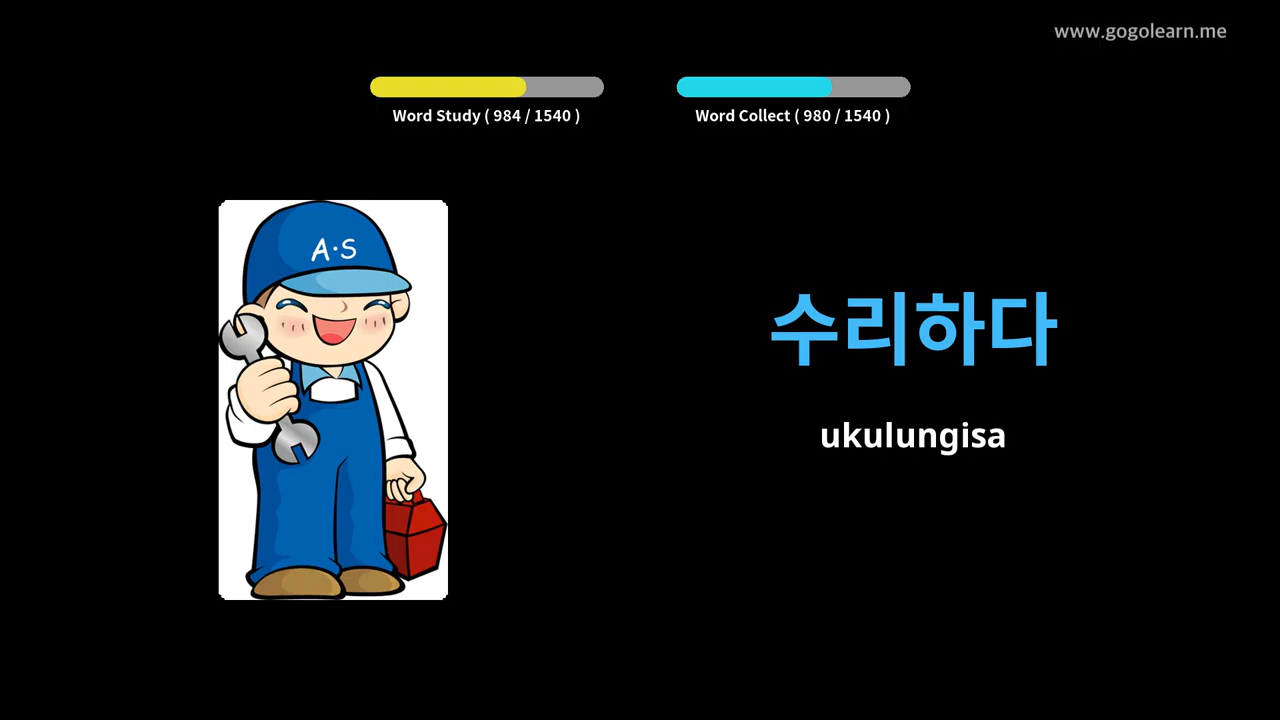 www.gogolearn.me
Word Study ( 984 / 1540 )
Word Collect ( 980 / 1540 )
A·S
수리하다
ukulungisa